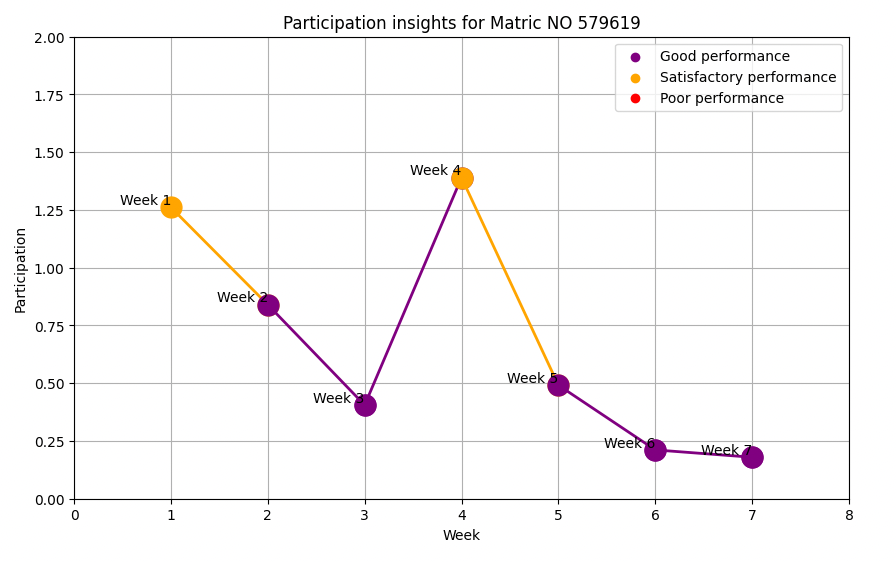 Participation insights for Matric NO 579619
2.00
1.75
1.50
1.25
1.00
0.75
0.50
0.25
0.00
Participation
Good performance
Satisfactory performance
Poor performance
Week 1
Week 2
Week 3
Week 4
Week 5
Week 6
Week 7
0 1 2 3 4 5 6 7 8
Week